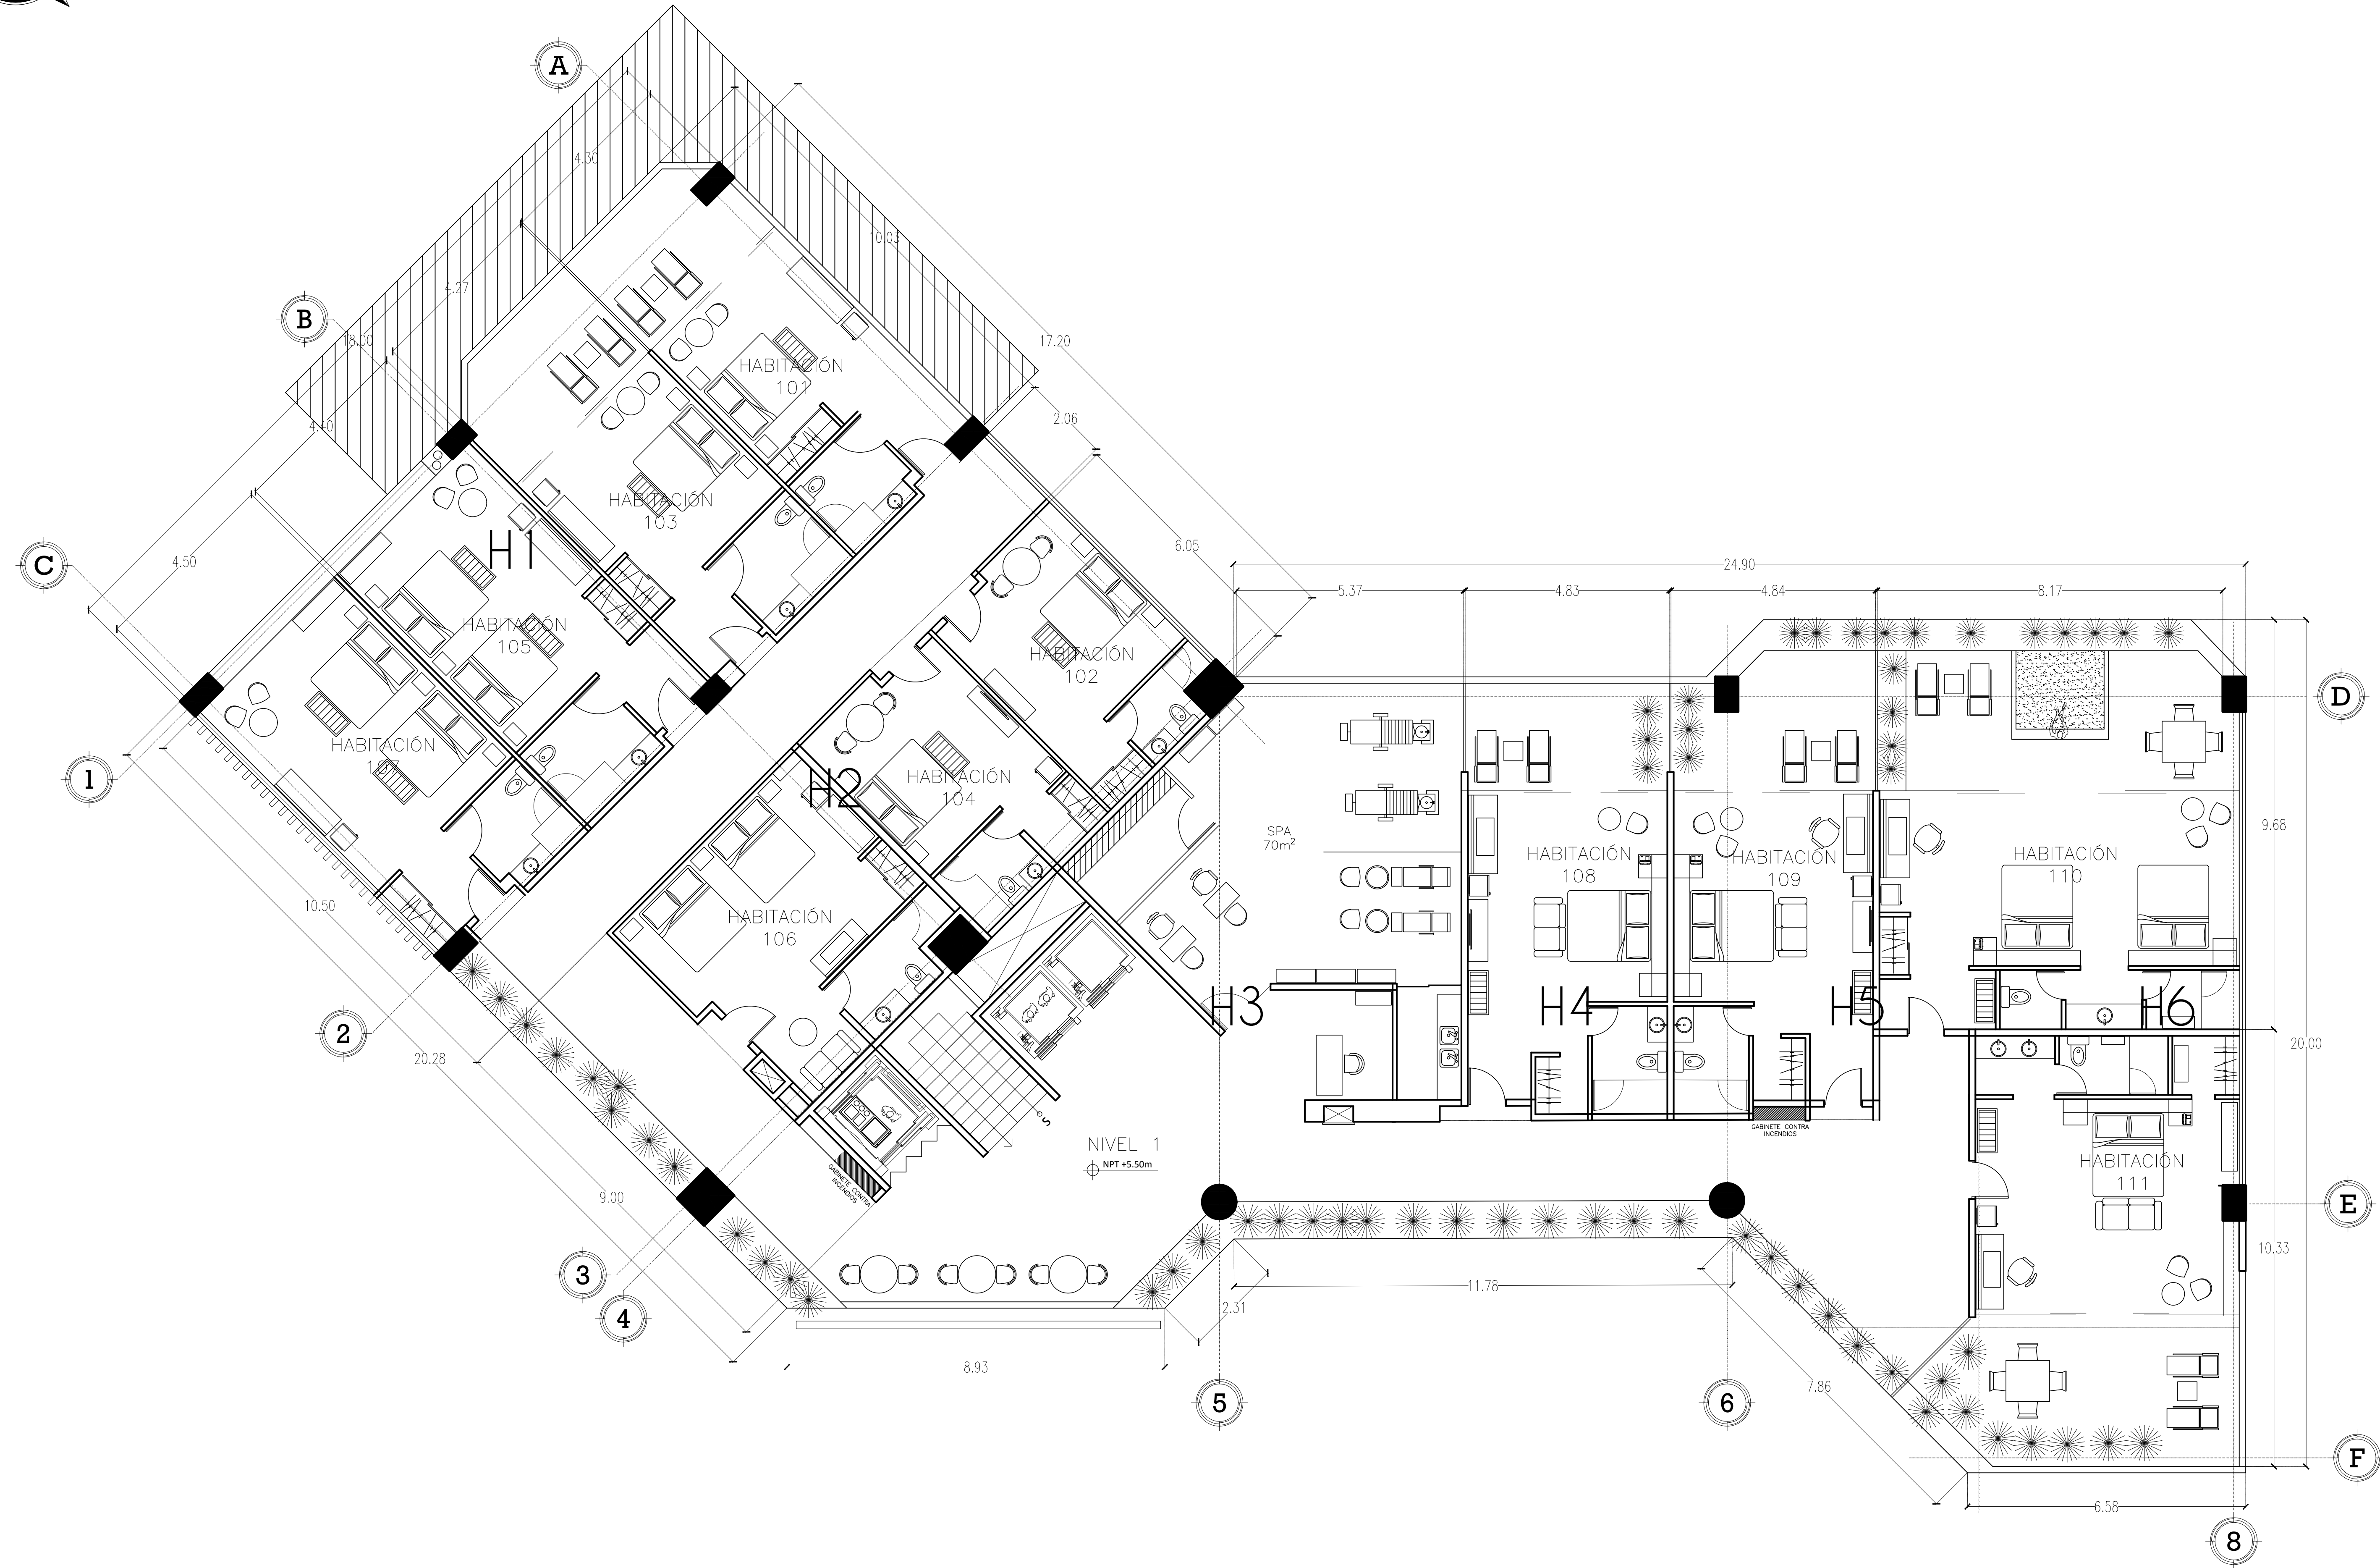 A
4.30
10.03
B
4.27
18.00
17.20
HABITACIÓN
101
2.06
4.40
HABITACIÓN
103
C
4.50
H1
6.05
24.90
5.37
4.83
4.84
8.17
HABITACIÓN
105
HABITACIÓN
102
D
HABITACIÓN
107
1
H2
HABITACIÓN
104
SPA
70m²
HABITACIÓN
108
HABITACIÓN
109
HABITACIÓN
110
9.68
10.50
HABITACIÓN
106
H3
H4
H5
H6
2
20.28
20.00
S
GABINETE CONTRA
INCENDIOS
NIVEL 1
NPT +5.50m
GABINETE CONTRA
INCENDIOS
HABITACIÓN
111
9.00
E
3
10.33
11.78
2.31
4
8.93
7.86
5
6
F
6.58
8